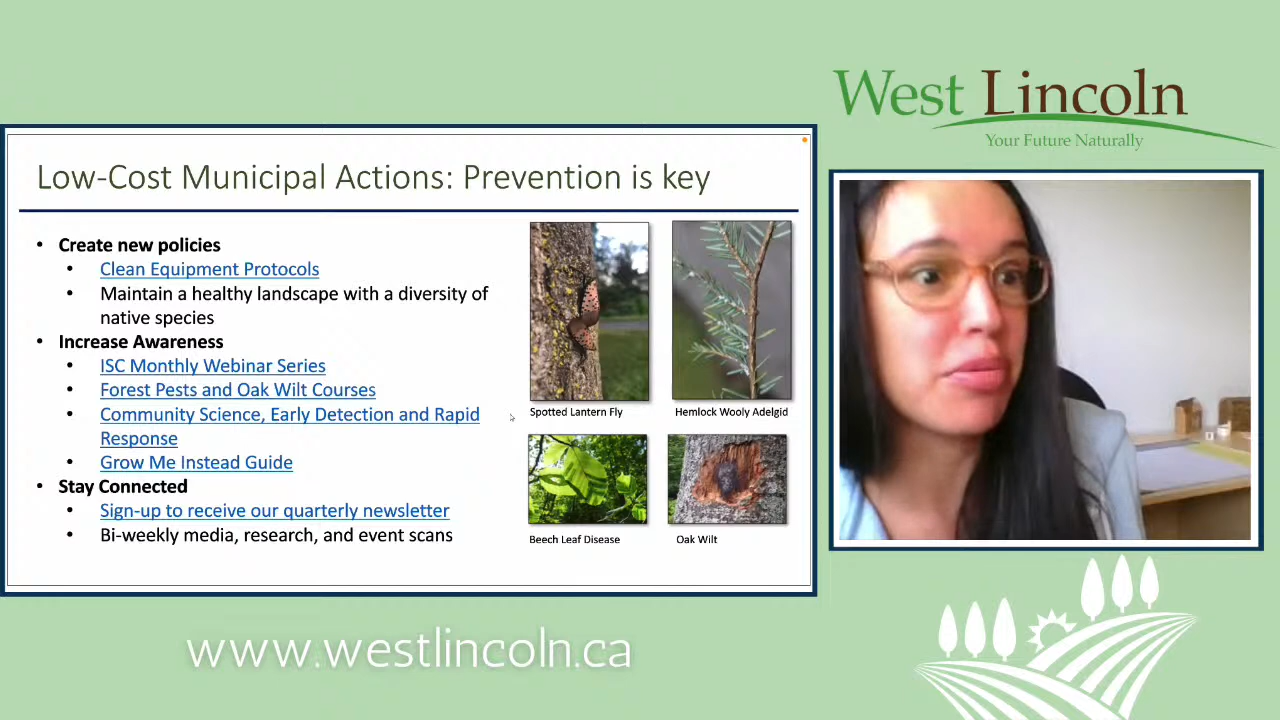 West Lincoln
Your Future Naturally
Low-Cost Municipal Actions: Prevention is key
• Create new policies
• Clean Equipment Protocols
• Maintain a healthy landscape with a diversity of
native species
• Increase Awareness
• ISC Monthly Webinar Series
• Forest Pests and Oak Wilt Courses
• Community Science, Early Detection and Rapid
Response
• Grow Me Instead Guide
• Stay Connected
• Sign-up to receive our quarterly newsletter
• Bi-weekly media, research, and event scans
Spotted Lantern Fly
Hemlock Wooly Adelgid
Beech Leaf Disease
Oak Wilt
www.westlincoln.ca